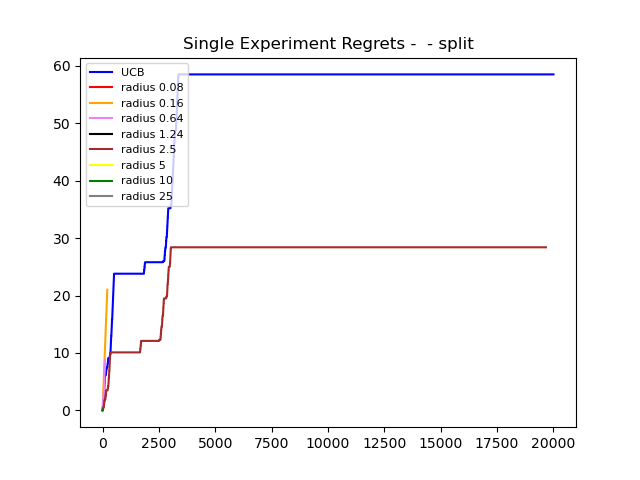 Single Experiment Regrets -  - split
UCB
radius 0.08
radius 0.16
radius 0.64
radius 1.24
radius 2.5
radius 5
radius 10
radius 25
60
50
40
30
20
10
0
0 2500 5000 7500 10000 12500 15000 17500 20000